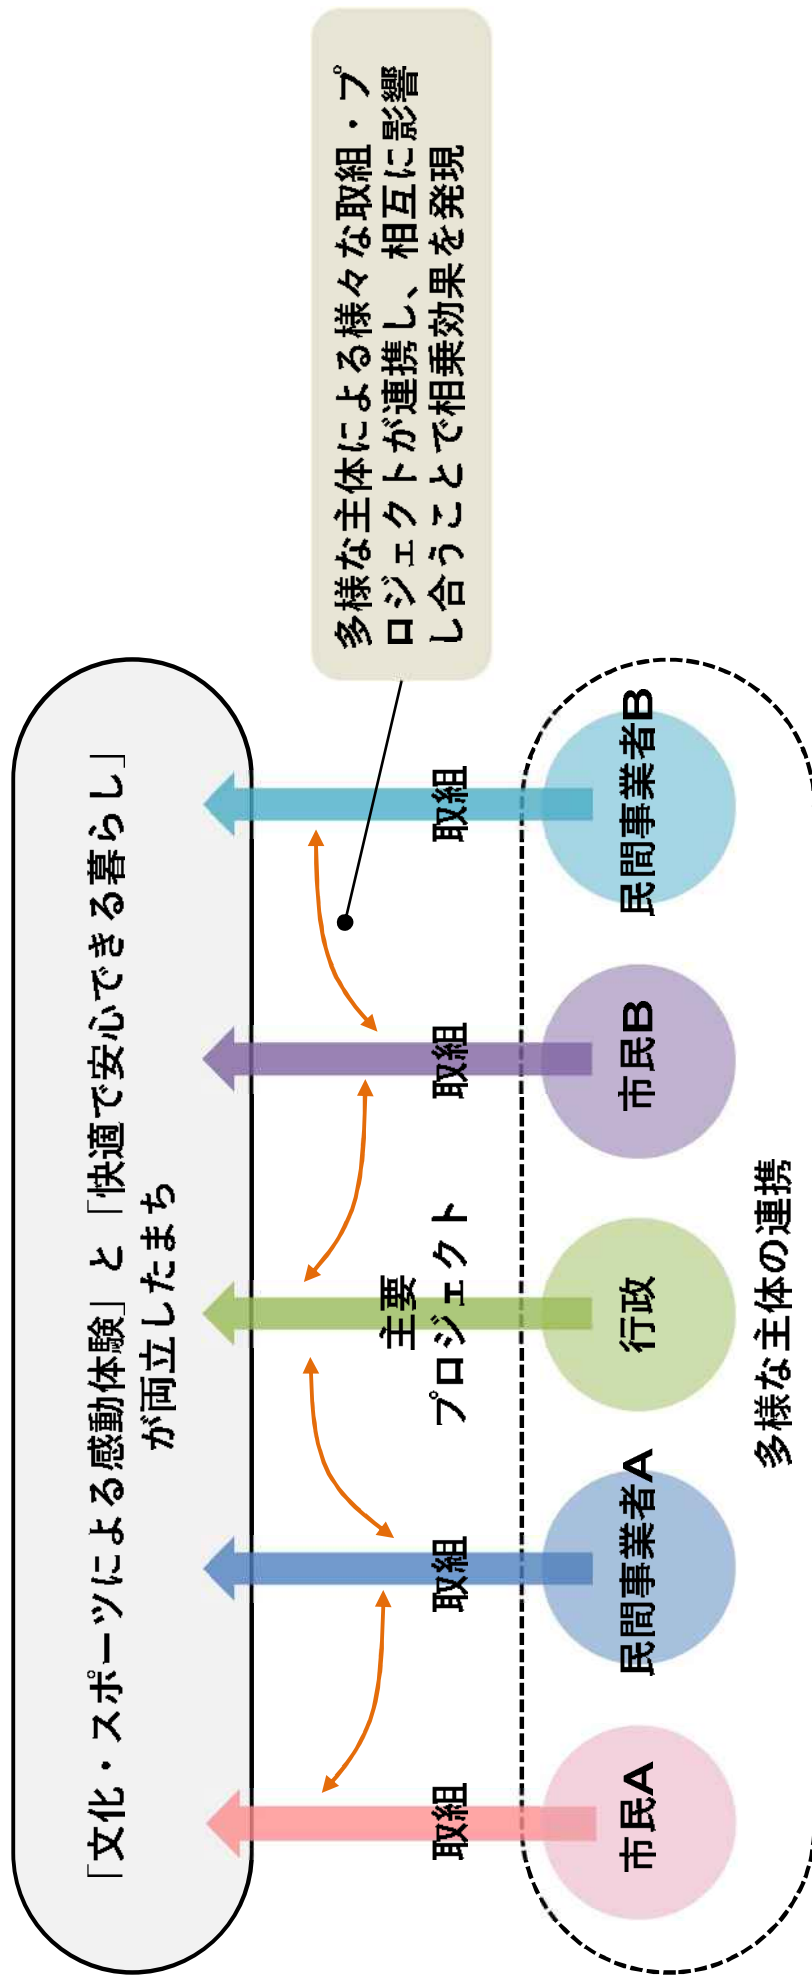 「文化・スポーツによる感動体験」と「快適で安心できる暮らし」
が両立したまち
多様な主体による様々な取組・プ
ロジェクトが連携し、相互に影響
し合うことで相乗効果を発現
取組
取組
主要
プロジェクト
取組
取組
市民A
民間事業者A
行政
市民B
民間事業者B
多様な主体の連携